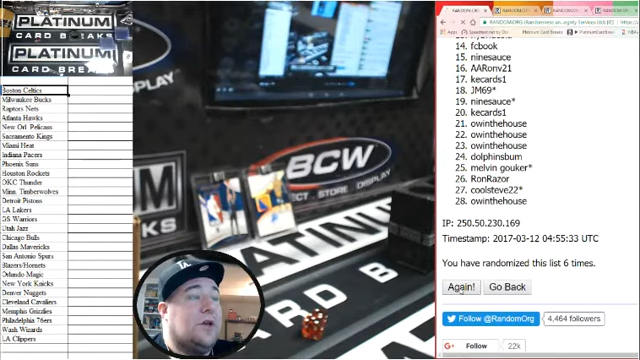 PLATINUM
CARD BREAKS
PLATINUM
CARD BREAKS
Boston Celtics
Milwaukee Bucks
Raptors Nets
Atlanta Hawks
New Orl. Pelicans
Sacramento Kings
Miami Heat
Indiana Pacers
Phoenix Suns
Houston Rockets
OKC Thunder
Minn. Timberwolves
Detroit Pistons
LA Lakers
GS Warriors
Utah Jazz
Chicago Bulls
Dallas Mavericks
San Antonio Spurs
Blazers/Hornets
Orlando Magic
New York Knicks
Denver Nuggets
Cleveland Cavaliers
Memphis Grizzlies
Philadelphia 76ers
Wash Wizards
LA Clippers
DISPLAY
BCW
STORE DISPLAY
14. fcbook
15. ninesauce
16. AARonv21
17. kecards1
18. JM69*
19. ninesauce*
20. kecards1
21. owinthehouse
22. owinthehouse
23. owinthehouse
24. dolphinsbum
25. melvin gouker*
26. RonRazor
27. coolsteve22*
28. owinthehouse
IP: 250.50.230.169
Timestamp: 2017-03-12 04:55:33 UTC
You have randomized this list 6 times.
Again!
Go Back
Follow @RandomOrg
4,464 followers
Follow
22k